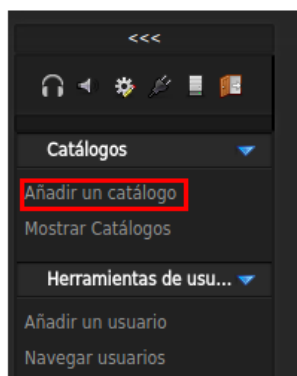 <<<
Catálogos
Añadir un catálogo
Mostrar Catálogos
Herramientas de usu...
Añadir un usuario
Navegar usuarios